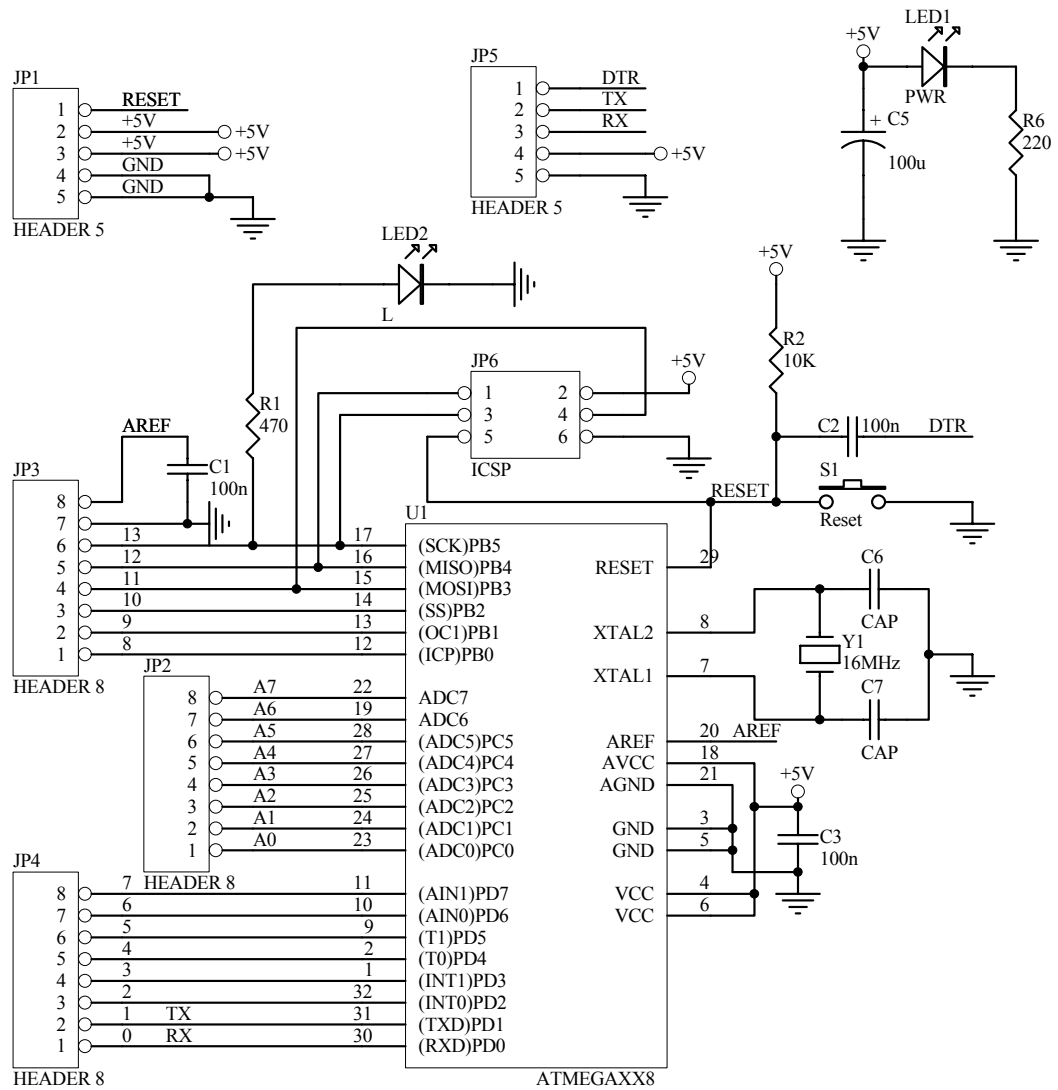 LED1
+5V
+ C5
100u
PWR
R6
220
JP1
1 RESET
2 +5V +5V
3 +5V +5V
4 GND
5 GND
HEADER 5
JP5
1 DTR
2 TX
3 RX
4 +5V
5
HEADER 5
LED2
L
+5V
R2
10K
JP6
1 2
3 4
5 6
ICSP
+5V
R1
470
C2 100n DTR
S1
RESET
Reset
AREF
C1
100n
JP3
8
7
6 13 17 (SCK)PB5
5 12 16 (MISO)PB4
4 11 15 (MOSI)PB3
3 10 14 (SS)PB2
2 9 13 (OC1)PB1
1 8 12 (ICP)PB0
HEADER 8
U1
JP2
8 A7 22 ADC7
7 A6 19 ADC6
6 A5 28 (ADC5)PC5
5 A4 27 (ADC4)PC4
4 A3 26 (ADC3)PC3
3 A2 25 (ADC2)PC2
2 A1 24 (ADC1)PC1
1 A0 23 (ADC0)PC0
HEADER 8
JP4
8 7 11 (AIN1)PD7
7 6 10 (AIN0)PD6
6 5 9 (T1)PD5
5 4 2 (T0)PD4
4 3 1 (INT1)PD3
3 2 32 (INT0)PD2
2 1 TX 31 (TXD)PD1
1 0 RX 30 (RXD)PD0
HEADER 8
RESET 29
XTAL2 8
XTAL1 7
AREF 20 AREF
AVCC 18
AGND 21
GND 3
GND 5
VCC 4
VCC 6
ATMEGAXX8
C6
CAP
Y1
16MHz
C7
CAP
+5V
C3
100n